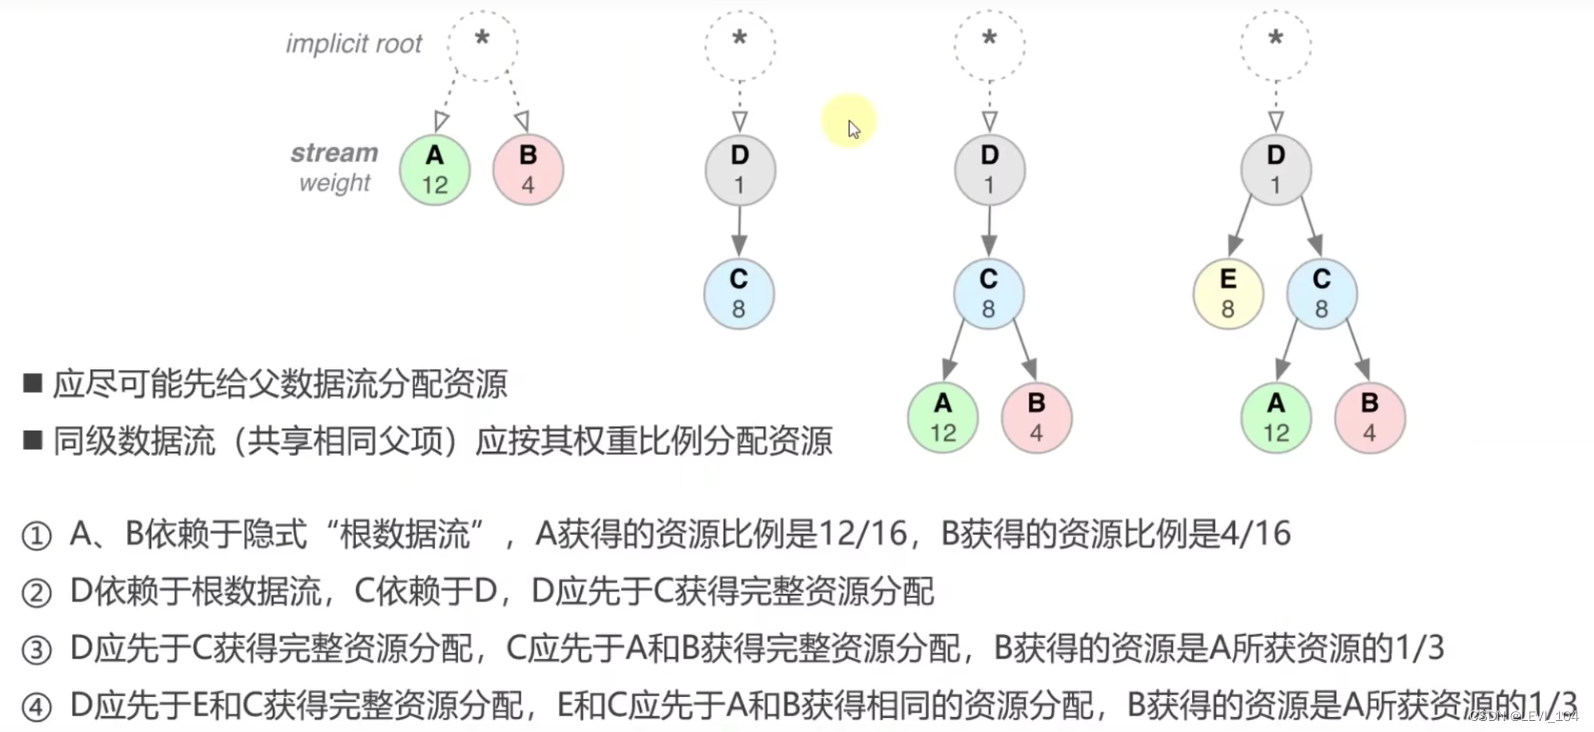 implicit root * * * *
stream A B D D D
weight 12 4 1 1 1
C C E C
8 8 8 8
■ 应尽可能先给父数据流分配资源
A B A B
12 4 12 4
■ 同级数据流（共享相同父项）应按其权重比例分配资源
① A、B依赖于隐式“根数据流”，A获得的资源比例是12/16，B获得的资源比例是4/16
② D依赖于根数据流，C依赖于D，D应先于C获得完整资源分配
③ D应先于C获得完整资源分配，C应先于A和B获得完整资源分配，B获得的资源是A所获资源的1/3
④ D应先于E和C获得完整资源分配，E和C应先于A和B获得相同的资源分配，B获得的资源是A所获资源的1/3
CSDN @LEVI_104